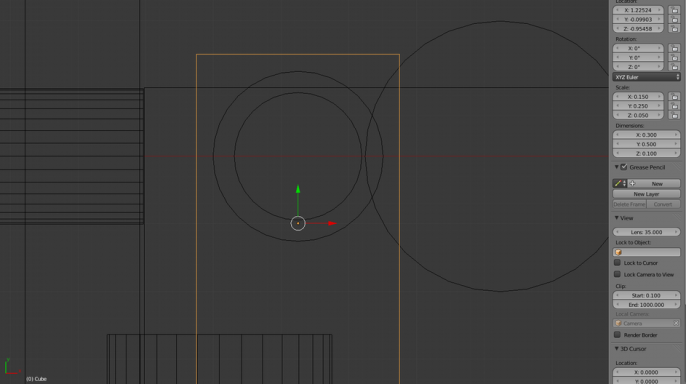 Location:
X: 1.22524
Y: -0.09903
Z: -0.95458
Rotation:
X: 0°
Y: 0°
Z: 0°
XYZ Euler
Scale:
X: 0.150
Y: 0.250
Z: 0.050
Dimensions:
X: 0.300
Y: 0.500
Z: 0.100
Grease Pencil
New
New Layer
Delete Frame Convert
View
Lens: 35.000
Lock to Object:
Lock to Cursor
Lock Camera to View
Clip:
Start: 0.100
End: 1000.000
Local Camera:
Camera
Render Border
3D Cursor
Location:
X: 0.0000
Y: 0.0000
(0) Cube